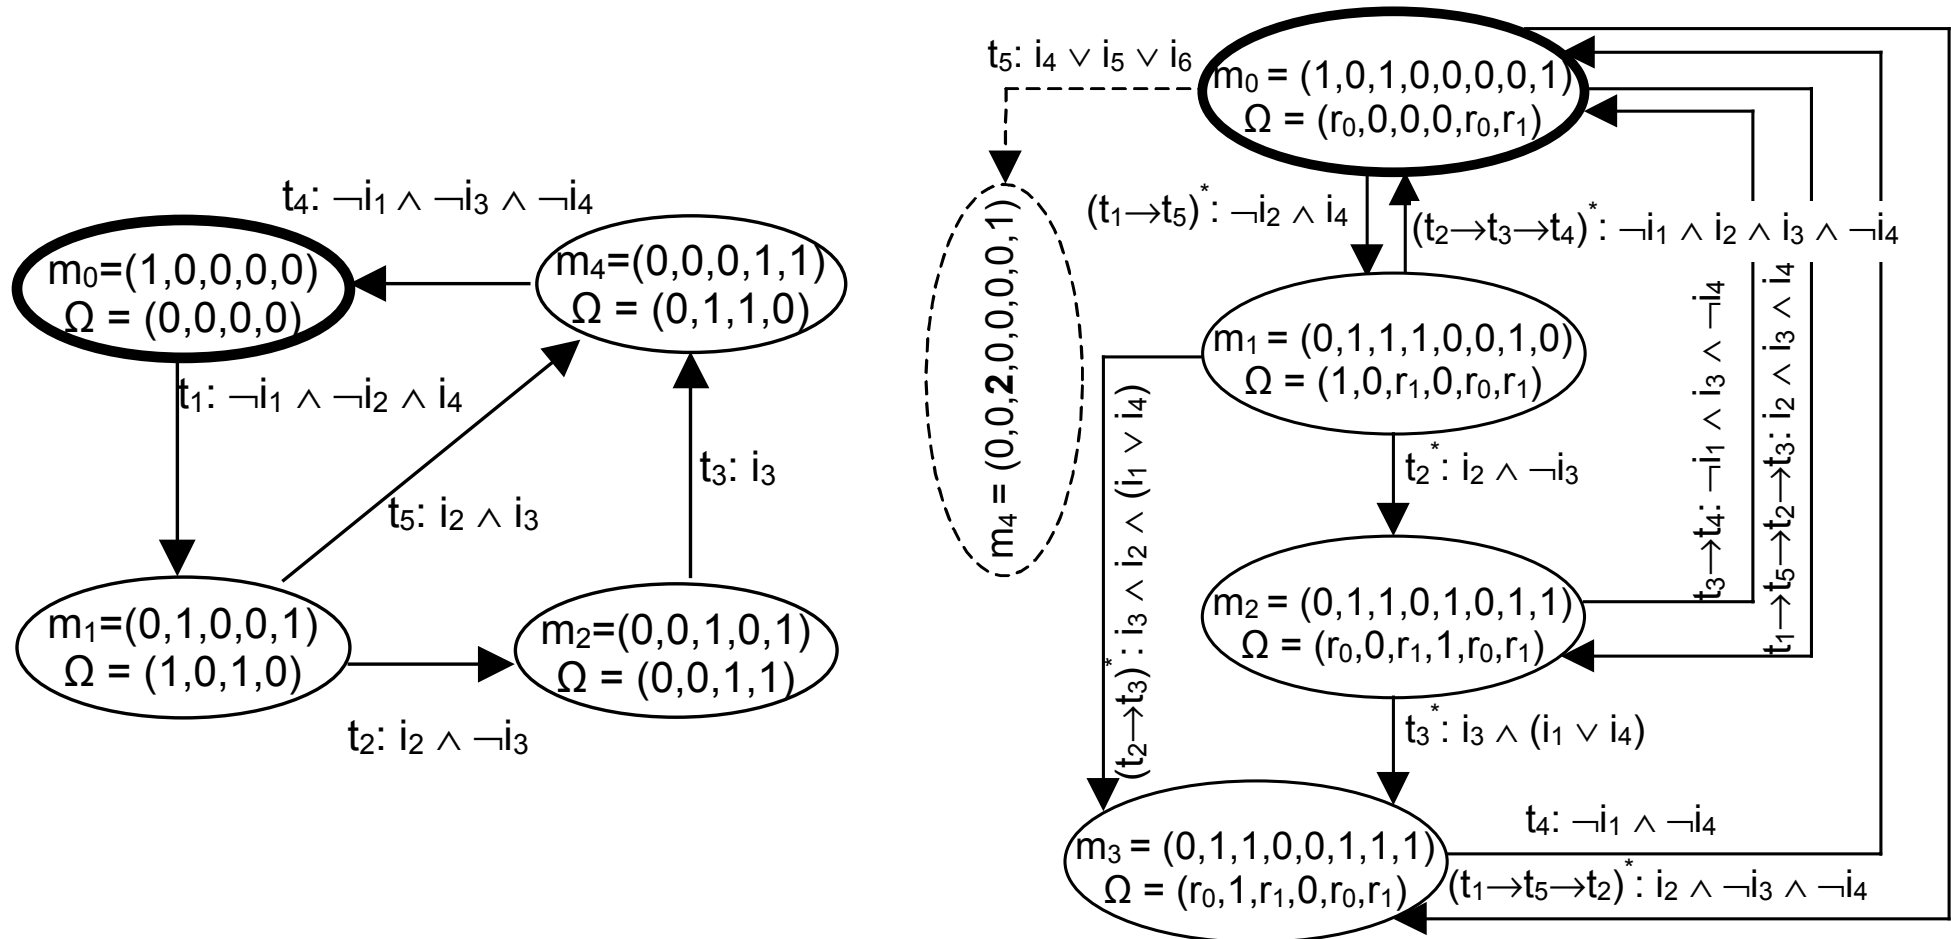 t₄: ¬i₁ ∧ ¬i₃ ∧ ¬i₄
m₀=(1,0,0,0,0)
Ω = (0,0,0,0)
m₄=(0,0,0,1,1)
Ω = (0,1,1,0)
t₁: ¬i₁ ∧ ¬i₂ ∧ i₄
t₅: i₂ ∧ i₃
t₃: i₃
m₁=(0,1,0,0,1)
Ω = (1,0,1,0)
m₂=(0,0,1,0,1)
Ω = (0,0,1,1)
t₂: i₂ ∧ ¬i₃
t₅: i₄ ∨ i₅ ∨ i₆
m₀ = (1,0,1,0,0,0,0,1)
Ω = (r₀,0,0,0,r₀,r₁)
m₄ = (0,0,2,0,0,0,0,1)
(t₁→t₅)*: ¬i₂ ∧ i₄
(t₂→t₃→t₄)*: ¬i₁ ∧ i₂ ∧ i₃ ∧ ¬i₄
m₁ = (0,1,1,1,0,0,1,0)
Ω = (1,0,r₁,0,r₀,r₁)
(t₂→t₃)*: i₃ ∧ i₂ ∧ (i₁ ∨ i₄)
t₂*: i₂ ∧ ¬i₃
t₃→t₄: ¬i₁ ∧ i₃ ∧ ¬i₄
t₁→t₅→t₂→t₃: i₂ ∧ i₃ ∧ i₄
m₂ = (0,1,1,0,1,0,1,1)
Ω = (r₀,0,r₁,1,r₀,r₁)
t₃*: i₃ ∧ (i₁ ∨ i₄)
t₄: ¬i₁ ∧ ¬i₄
m₃ = (0,1,1,0,0,1,1,1)
Ω = (r₀,1,r₁,0,r₀,r₁)
(t₁→t₅→t₂)*: i₂ ∧ ¬i₃ ∧ ¬i₄